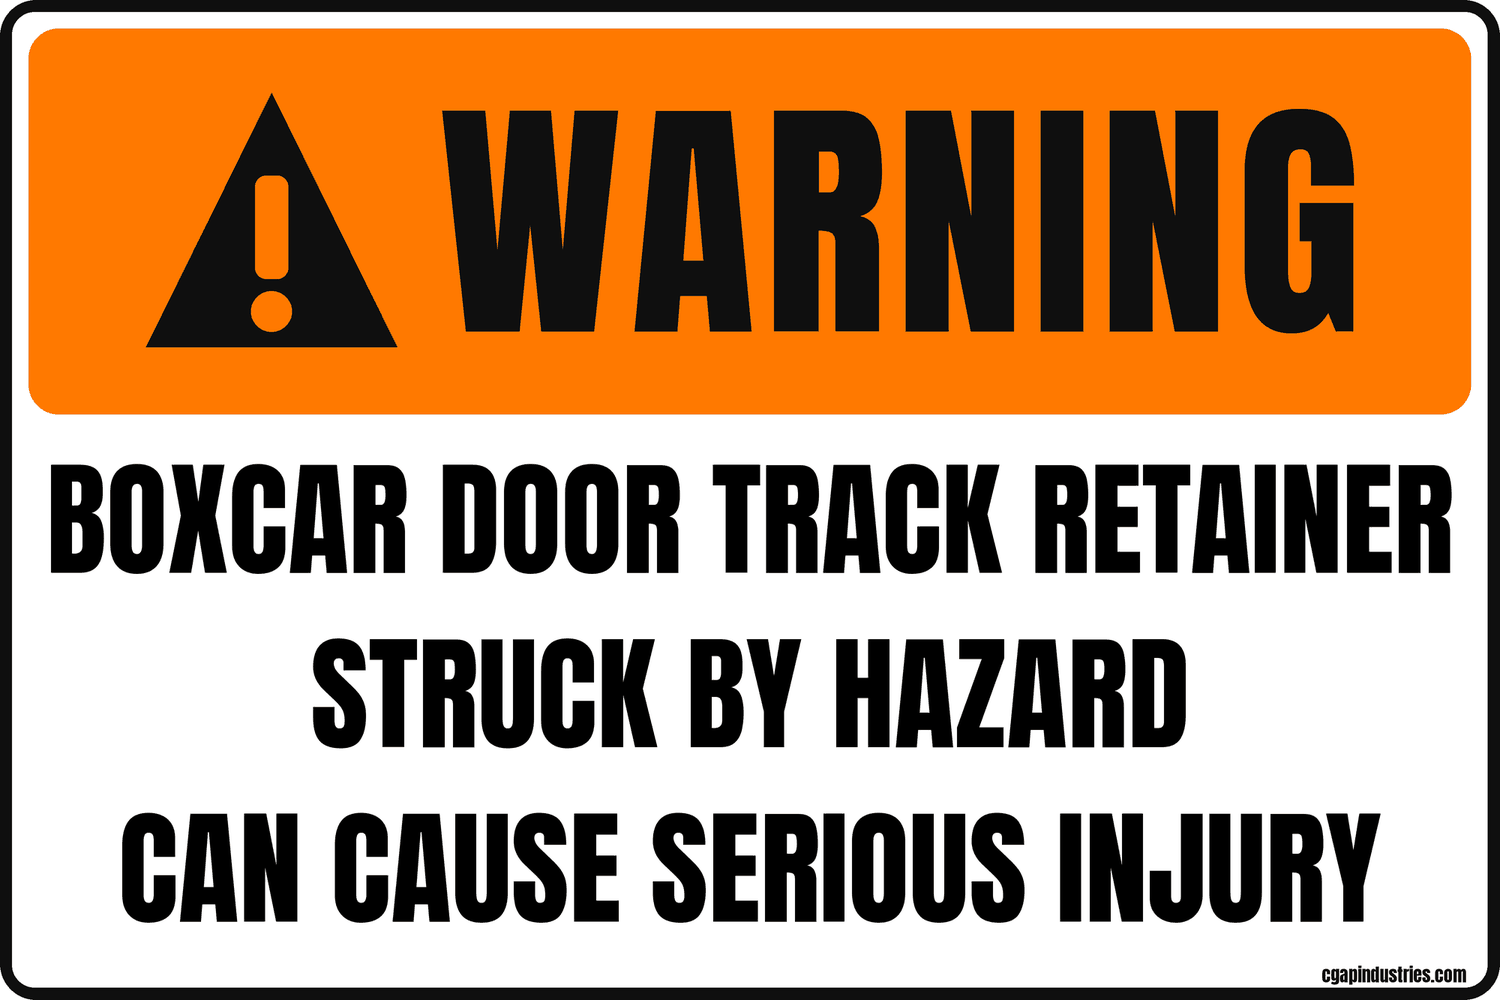 WARNING
BOXCAR DOOR TRACK RETAINER
STRUCK BY HAZARD
CAN CAUSE SERIOUS INJURY
cgapindustries.com